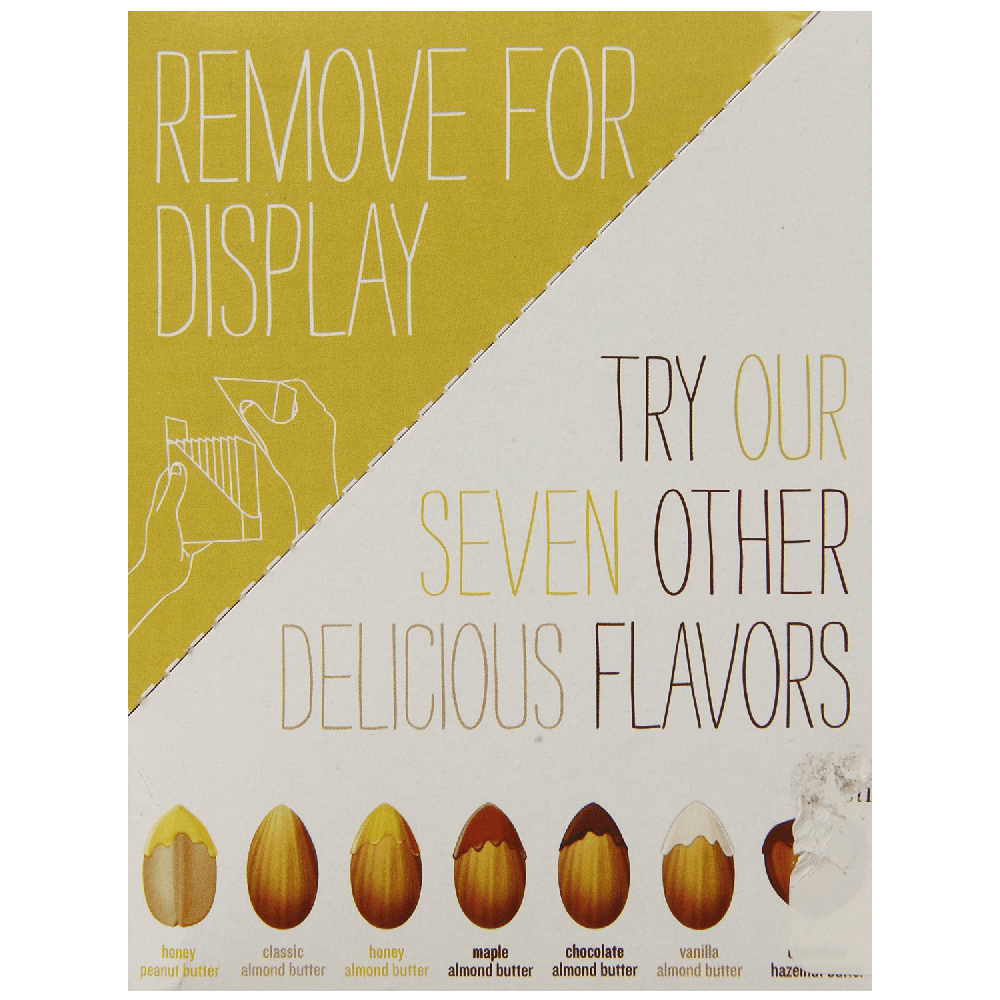 REMOVE FOR
DISPLAY
TRY OUR
SEVEN OTHER
DELICIOUS FLAVORS
honey
peanut butter
classic
almond butter
honey
almond butter
maple
almond butter
chocolate
almond butter
vanilla
almond butter
hazelnut butter